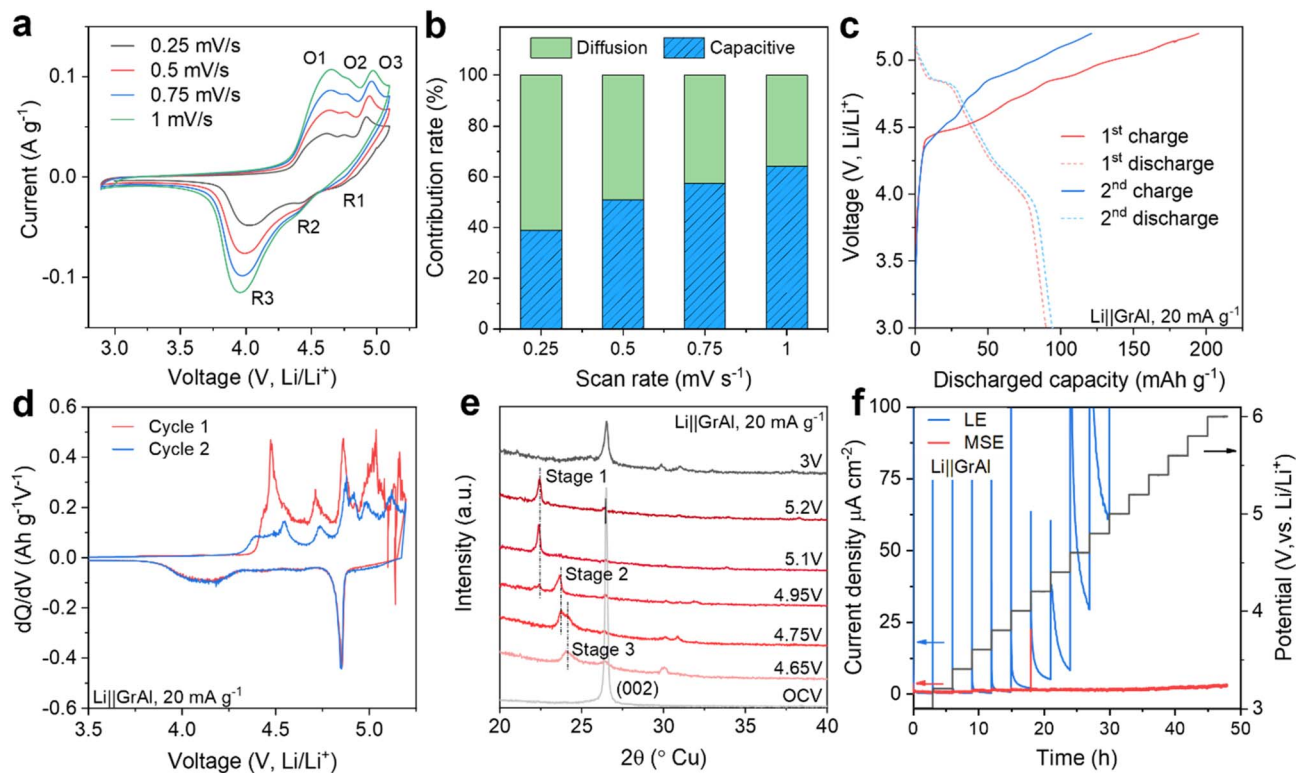 a
0.25 mV/s
0.5 mV/s
0.75 mV/s
1 mV/s
O1
O2
O3
R1
R2
R3
0.1
0.0
-0.1
Current (A g⁻¹)
3.0
3.5
4.0
4.5
5.0
Voltage (V, Li/Li⁺)
b
Diffusion
Capacitive
100
80
60
40
20
0
Contribution rate (%)
0.25
0.5
0.75
1
Scan rate (mV s⁻¹)
c
5.0
4.5
4.0
3.5
3.0
Voltage (V, Li/Li⁺)
1st charge
1st discharge
2nd charge
2nd discharge
Li||GrAl, 20 mA g⁻¹
0
50
100
150
200
Discharged capacity (mAh g⁻¹)
d
Cycle 1
Cycle 2
0.6
0.4
0.2
0.0
-0.2
-0.4
-0.6
dQ/dV (Ah g⁻¹V⁻¹)
Li||GrAl, 20 mA g⁻¹
3.5
4.0
4.5
5.0
Voltage (V, Li/Li⁺)
e
Li||GrAl, 20 mA g⁻¹
3V
Stage 1
5.2V
5.1V
Stage 2
4.95V
4.75V
Stage 3
4.65V
(002)
OCV
Intensity (a.u.)
20
25
30
35
40
2θ (° Cu)
f
LE
MSE
Li||GrAl
100
75
50
25
0
Current density μA cm⁻²
6
5
4
3
Potential (V,vs. Li/Li⁺)
0
10
20
30
40
50
Time (h)